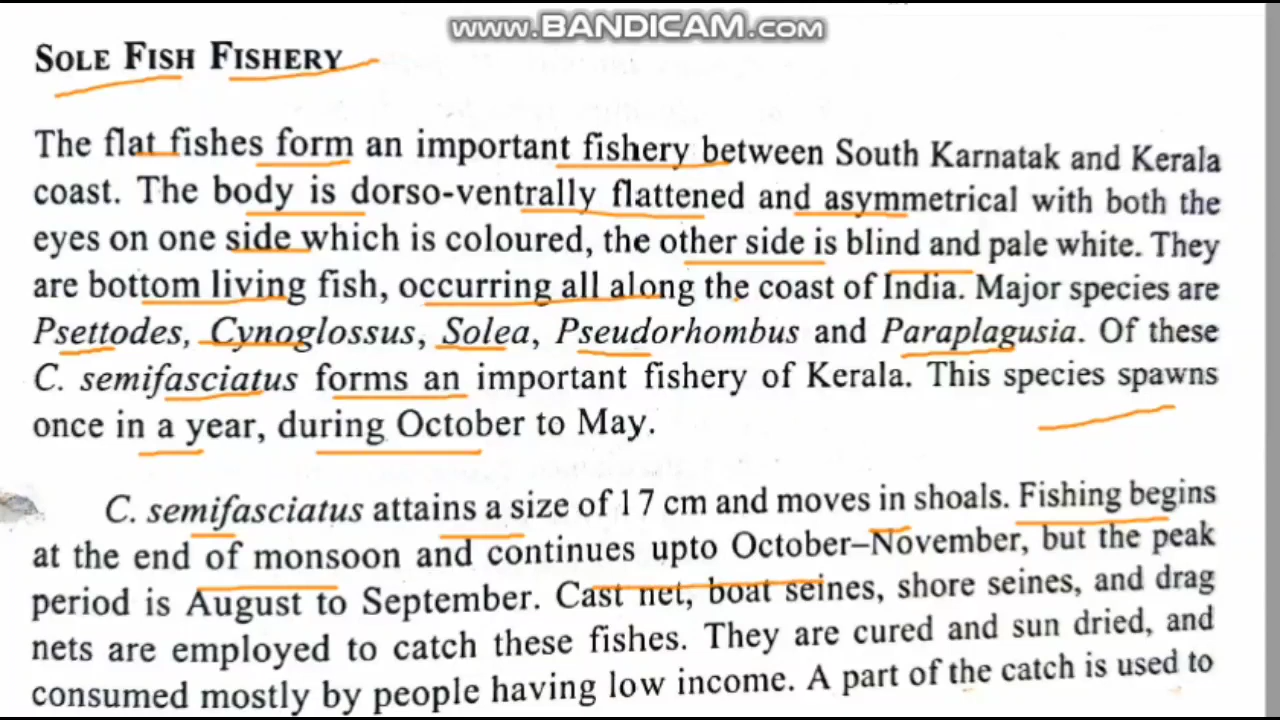 www.BANDICAM.com
SOLE FISH FISHERY
The flat fishes form an important fishery between South Karnatak and Kerala
coast. The body is dorso-ventrally flattened and asymmetrical with both the
eyes on one side which is coloured, the other side is blind and pale white. They
are bottom living fish, occurring all along the coast of India. Major species are
Psettodes, Cynoglossus, Solea, Pseudorhombus and Paraplagusia. Of these
C. semifasciatus forms an important fishery of Kerala. This species spawns
once in a year, during October to May.
C. semifasciatus attains a size of 17 cm and moves in shoals. Fishing begins
at the end of monsoon and continues upto October–November, but the peak
period is August to September. Cast net, boat seines, shore seines, and drag
nets are employed to catch these fishes. They are cured and sun dried, and
consumed mostly by people having low income. A part of the catch is used to